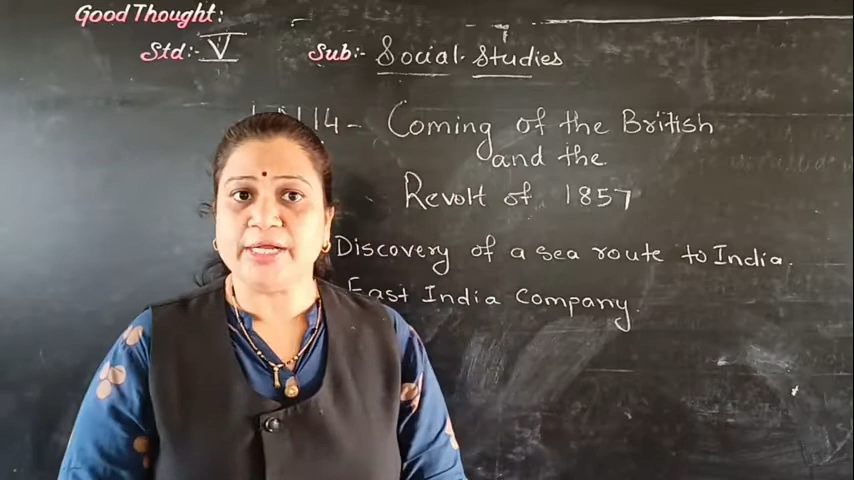 Good Thought:
Std:- V
Sub:- Social Studies
14 - Coming of the British
and the
Revolt of 1857
Discovery of a sea route to India.
East India Company.